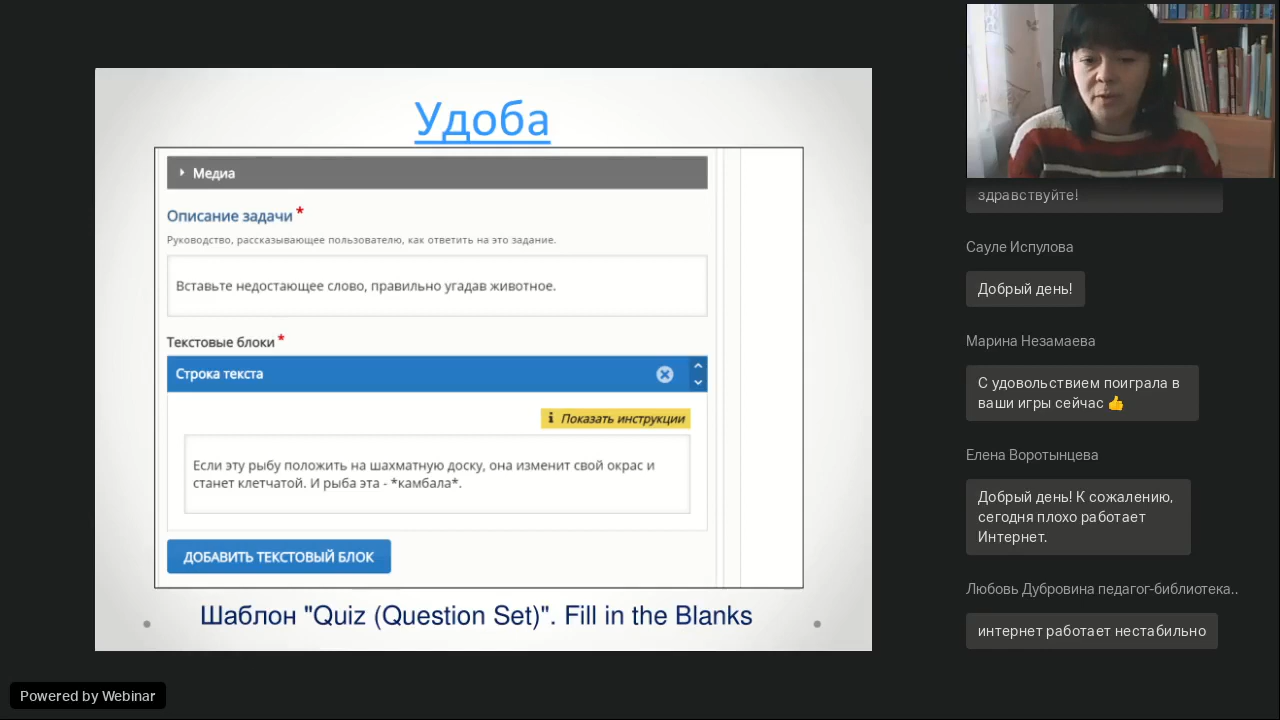 Удоба
Медиа
Описание задачи *
Руководство, рассказывающее пользователю, как ответить на это задание.
Вставьте недостающее слово, правильно угадав животное.
Текстовые блоки *
Строка текста
i Показать инструкции
Если эту рыбу положить на шахматную доску, она изменит свой окрас и
станет клетчатой. И рыба эта - *камбала*.
ДОБАВИТЬ ТЕКСТОВЫЙ БЛОК
Шаблон "Quiz (Question Set)". Fill in the Blanks
здравствуйте!
Сауле Испулова
Добрый день!
Марина Незамаева
С удовольствием поиграла в
ваши игры сейчас 👍
Елена Воротынцева
Добрый день! К сожалению,
сегодня плохо работает
Интернет.
Любовь Дубровина педагог-библиотека..
интернет работает нестабильно
Powered by Webinar